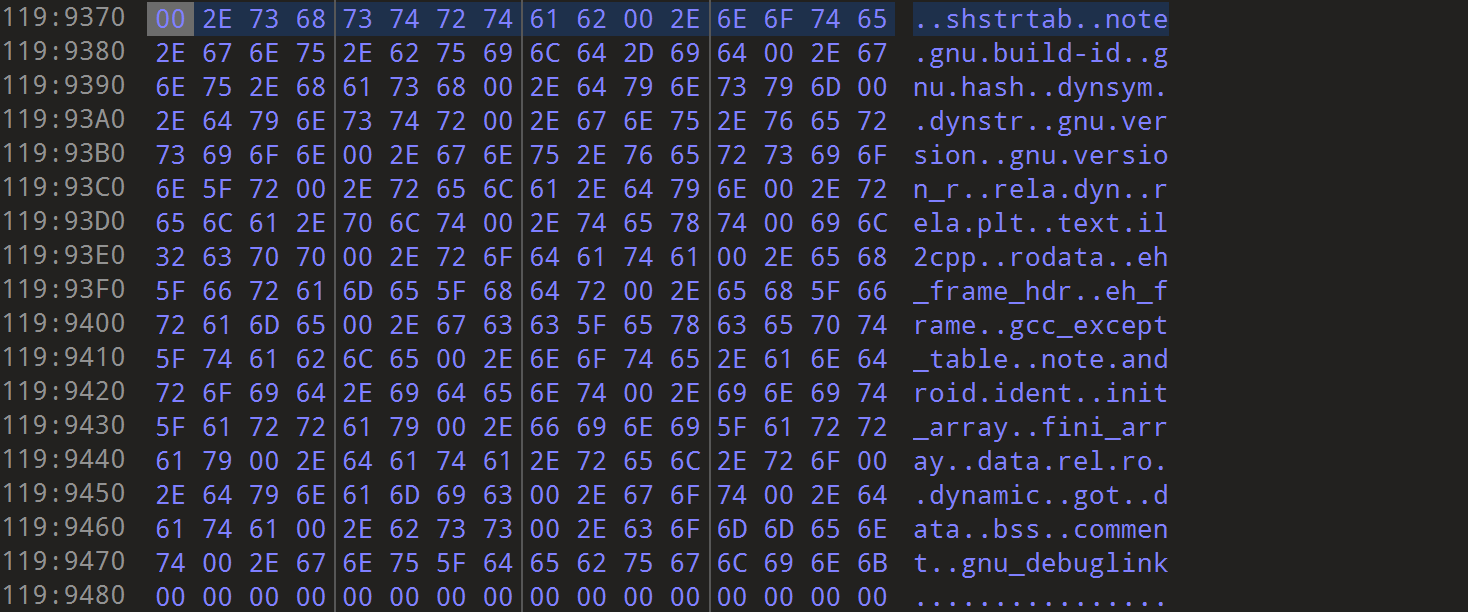 119:9370 00 2E 73 68 73 74 72 74 61 62 00 2E 6E 6F 74 65 ..shstrtab..note
119:9380 2E 67 6E 75 2E 62 75 69 6C 64 2D 69 64 00 2E 67 .gnu.build-id..g
119:9390 6E 75 2E 68 61 73 68 00 2E 64 79 6E 73 79 6D 00 nu.hash..dynsym.
119:93A0 2E 64 79 6E 73 74 72 00 2E 67 6E 75 2E 76 65 72 .dynstr..gnu.ver
119:93B0 73 69 6F 6E 00 2E 67 6E 75 2E 76 65 72 73 69 6F sion..gnu.versio
119:93C0 6E 5F 72 00 2E 72 65 6C 61 2E 64 79 6E 00 2E 72 n_r..rela.dyn..r
119:93D0 65 6C 61 2E 70 6C 74 00 2E 74 65 78 74 00 69 6C ela.plt..text.il
119:93E0 32 63 70 70 00 2E 72 6F 64 61 74 61 00 2E 65 68 2cpp..rodata..eh
119:93F0 5F 66 72 61 6D 65 5F 68 64 72 00 2E 65 68 5F 66 _frame_hdr..eh_f
119:9400 72 61 6D 65 00 2E 67 63 63 5F 65 78 63 65 70 74 rame..gcc_except
119:9410 5F 74 61 62 6C 65 00 2E 6E 6F 74 65 2E 61 6E 64 _table..note.and
119:9420 72 6F 69 64 2E 69 64 65 6E 74 00 2E 69 6E 69 74 roid.ident..init
119:9430 5F 61 72 72 61 79 00 2E 66 69 6E 69 5F 61 72 72 _array..fini_arr
119:9440 61 79 00 2E 64 61 74 61 2E 72 65 6C 2E 72 6F 00 ay..data.rel.ro.
119:9450 2E 64 79 6E 61 6D 69 63 00 2E 67 6F 74 00 2E 64 .dynamic..got..d
119:9460 61 74 61 00 2E 62 73 73 00 2E 63 6F 6D 6D 65 6E ata..bss..commen
119:9470 74 00 2E 67 6E 75 5F 64 65 62 75 67 6C 69 6E 6B t..gnu_debuglink
119:9480 00 00 00 00 00 00 00 00 00 00 00 00 00 00 00 00 ................